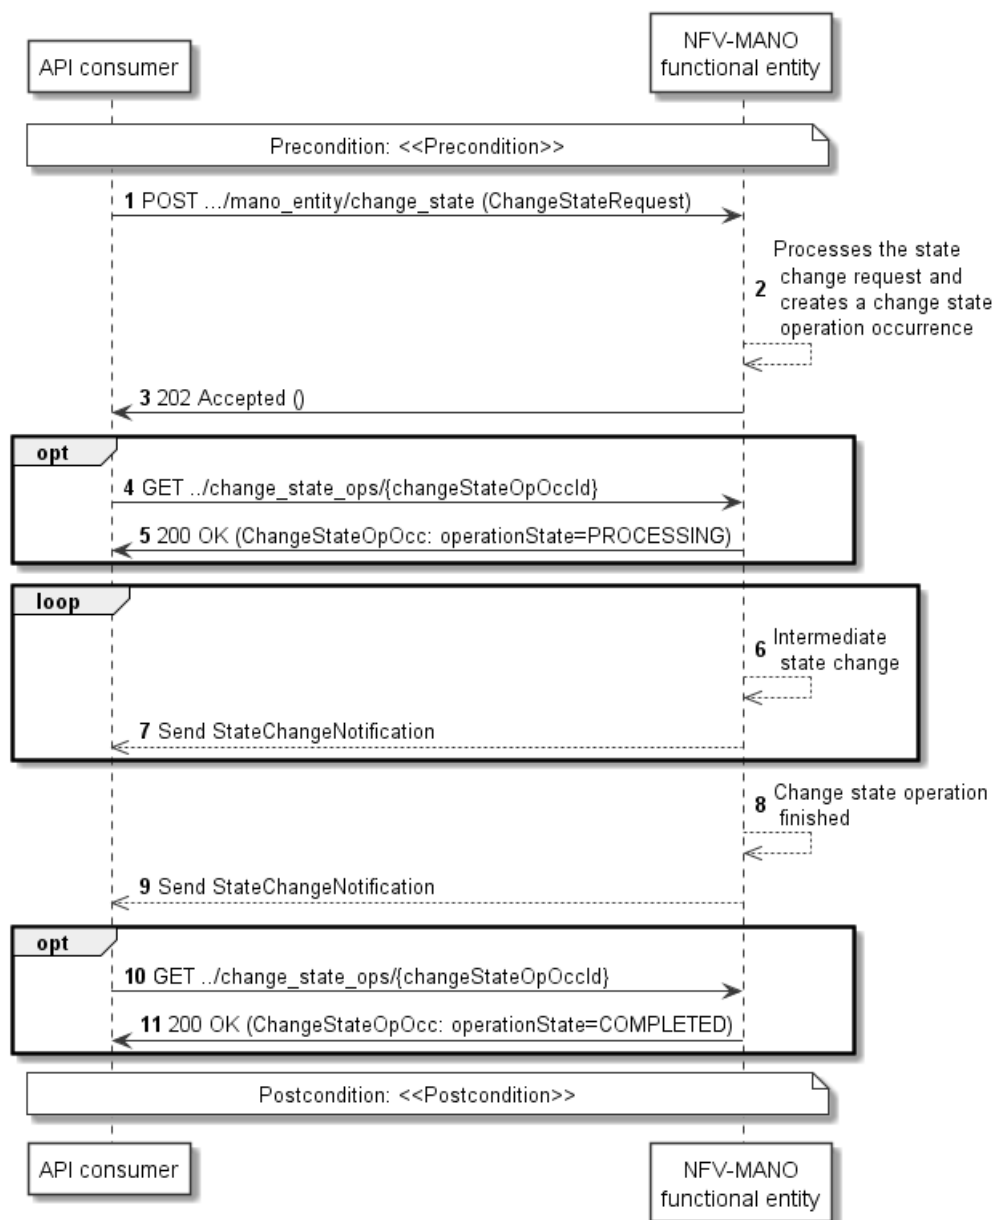 API consumer
NFV-MANO
functional entity
Precondition: <<Precondition>>
1 POST .../mano_entity/change_state (ChangeStateRequest)
2 Processes the state
change request and
creates a change state
operation occurrence
3 202 Accepted ()
opt
4 GET ../change_state_ops/{changeStateOpOccId}
5 200 OK (ChangeStateOpOcc: operationState=PROCESSING)
loop
6 Intermediate
state change
7 Send StateChangeNotification
8 Change state operation
finished
9 Send StateChangeNotification
opt
10 GET ../change_state_ops/{changeStateOpOccId}
11 200 OK (ChangeStateOpOcc: operationState=COMPLETED)
Postcondition: <<Postcondition>>
API consumer
NFV-MANO
functional entity